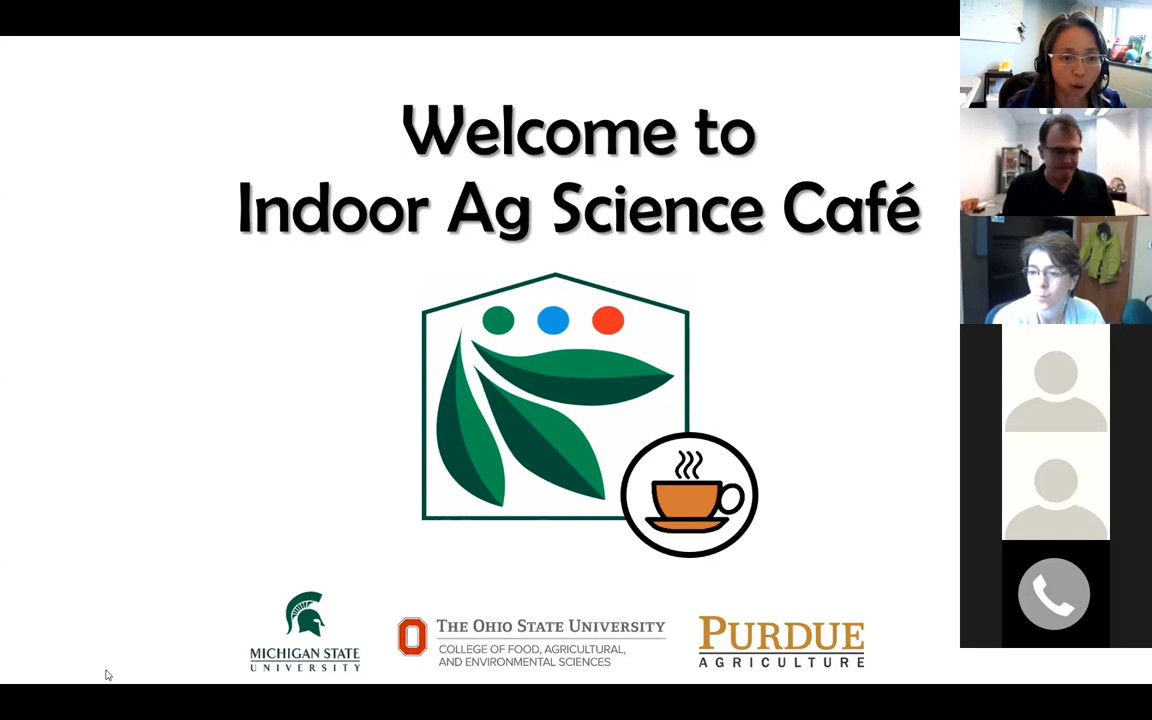 Welcome to
Indoor Ag Science Café
MICHIGAN STATE
UNIVERSITY
THE OHIO STATE UNIVERSITY
COLLEGE OF FOOD, AGRICULTURAL,
AND ENVIRONMENTAL SCIENCES
PURDUE
AGRICULTURE